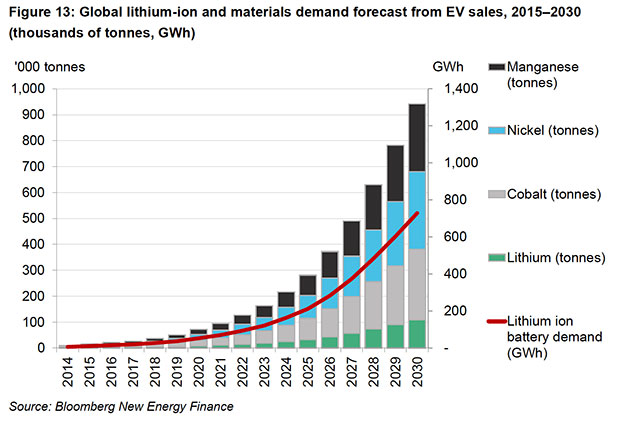 Figure 13: Global lithium-ion and materials demand forecast from EV sales, 2015–2030
(thousands of tonnes, GWh)
'000 tonnes
GWh
1,000
900
800
700
600
500
400
300
200
100
0
1,400
1,200
1,000
800
600
400
200
-
Manganese
(tonnes)
Nickel (tonnes)
Cobalt (tonnes)
Lithium (tonnes)
Lithium ion
battery demand
(GWh)
2014
2015
2016
2017
2018
2019
2020
2021
2022
2023
2024
2025
2026
2027
2028
2029
2030
Source: Bloomberg New Energy Finance